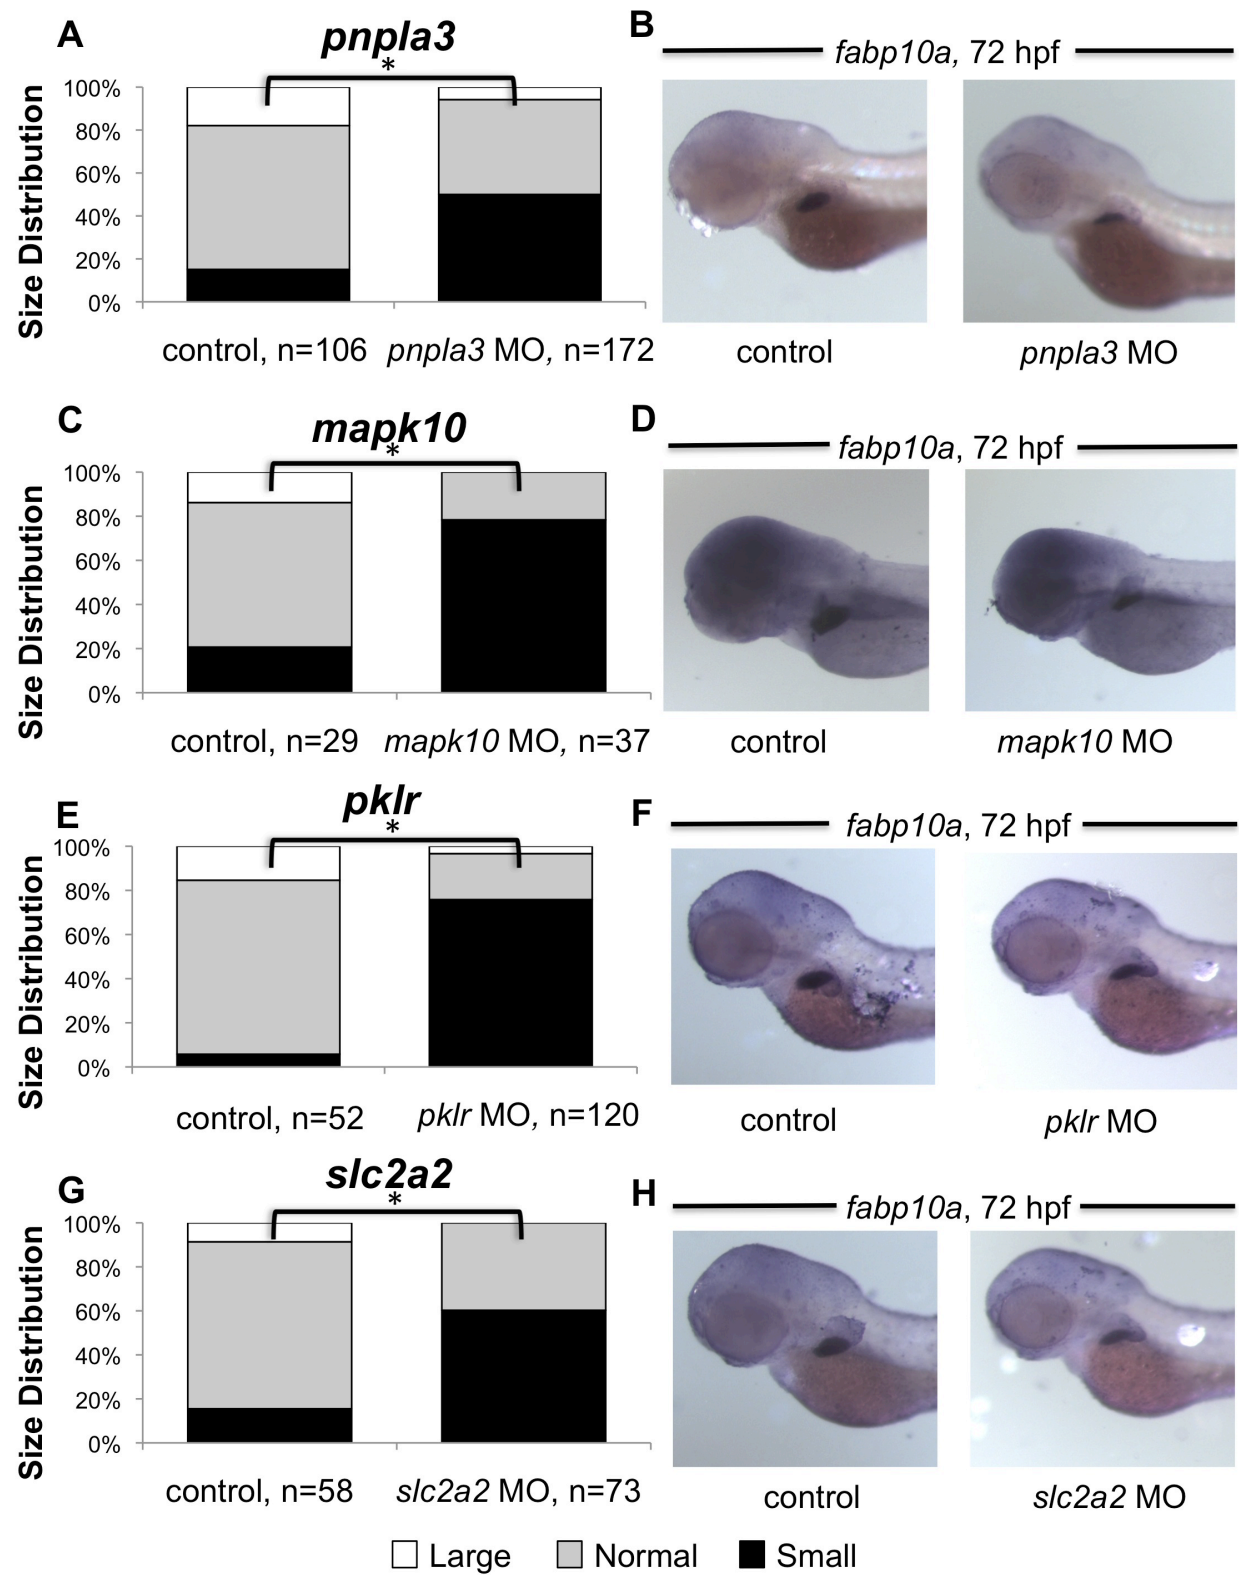 A
pnpla3
*
Size Distribution
100%
80%
60%
40%
20%
0%
control, n=106
pnpla3 MO, n=172
B
fabp10a, 72 hpf
control
pnpla3 MO
C
mapk10
*
Size Distribution
100%
80%
60%
40%
20%
0%
control, n=29
mapk10 MO, n=37
D
fabp10a, 72 hpf
control
mapk10 MO
E
pklr
*
Size Distribution
100%
80%
60%
40%
20%
0%
control, n=52
pklr MO, n=120
F
fabp10a, 72 hpf
control
pklr MO
G
slc2a2
*
Size Distribution
100%
80%
60%
40%
20%
0%
control, n=58
slc2a2 MO, n=73
H
fabp10a, 72 hpf
control
slc2a2 MO
Large
Normal
Small